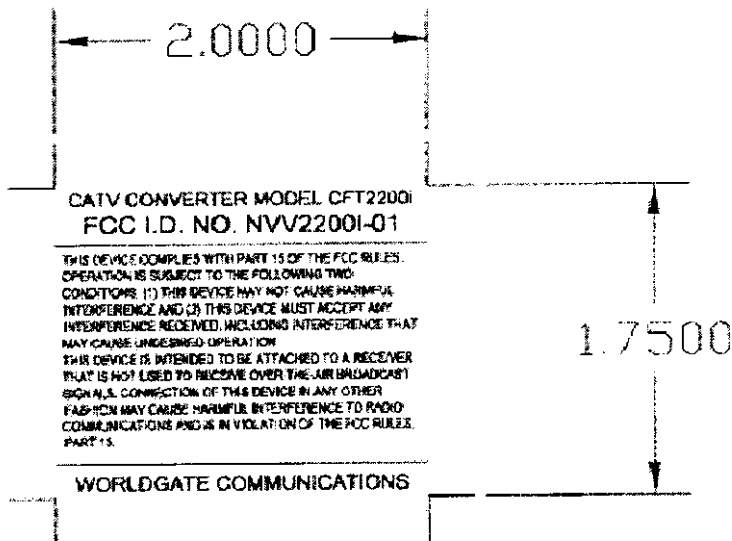 2.0000
CATV CONVERTER MODEL CFT2200i
FCC I.D. NO. NVV2200I-01
THIS DEVICE COMPLIES WITH PART 15 OF THE FCC RULES.
OPERATION IS SUBJECT TO THE FOLLOWING TWO
CONDITIONS: (1) THIS DEVICE MAY NOT CAUSE HARMFUL
INTERFERENCE AND (2) THIS DEVICE MUST ACCEPT ANY
INTERFERENCE RECEIVED, INCLUDING INTERFERENCE THAT
MAY CAUSE UNDESIRED OPERATION
THIS DEVICE IS INTENDED TO BE ATTACHED TO A RECEIVER
THAT IS NOT USED TO RECEIVE OVER THE-AIR BROADCAST
SIGNALS. CONNECTION OF THIS DEVICE IN ANY OTHER
FASHION MAY CAUSE HARMFUL INTERFERENCE TO RADIO
COMMUNICATIONS AND IS IN VIOLATION OF THE FCC RULES,
PART 15.
WORLDGATE COMMUNICATIONS
1.7500